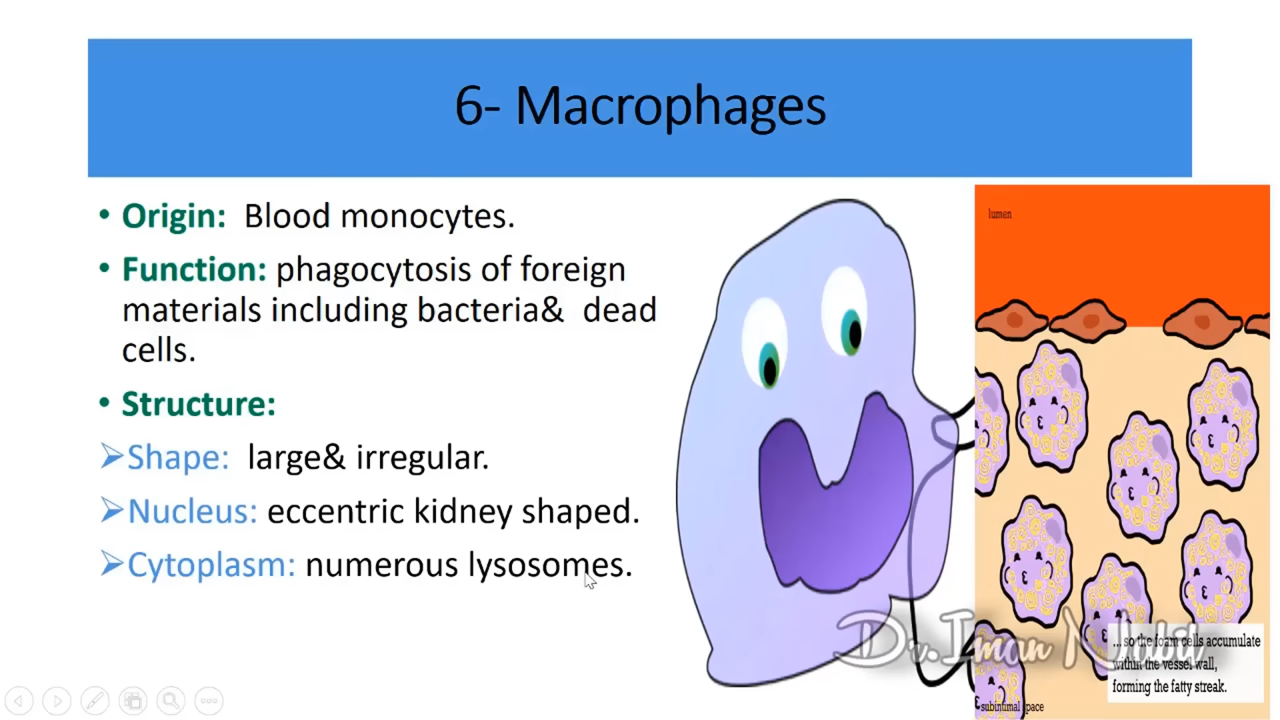 6- Macrophages
• Origin: Blood monocytes.
• Function: phagocytosis of foreign
materials including bacteria& dead
cells.
• Structure:
➢Shape: large& irregular.
➢Nucleus: eccentric kidney shaped.
➢Cytoplasm: numerous lysosomes.
lumen
... so the foam cells accumulate
within the vessel wall,
forming the fatty streak.
subintimal space
Dr.Iman